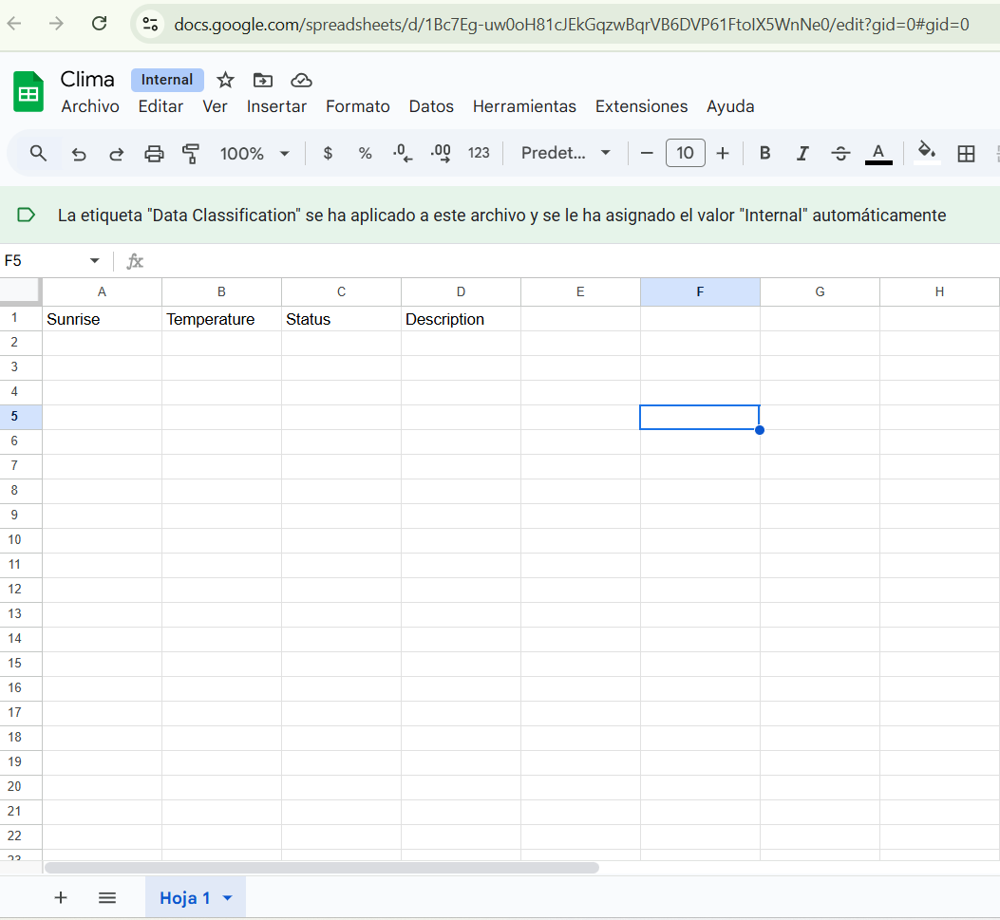 docs.google.com/spreadsheets/d/1Bc7Eg-uw0oH81cJEkGqzwBqrVB6DVP61FtoIX5WnNe0/edit?gid=0#gid=0
Clima Internal
Archivo Editar Ver Insertar Formato Datos Herramientas Extensiones Ayuda
100% $ % .0 .00 123 Predet... 10 B I A
La etiqueta "Data Classification" se ha aplicado a este archivo y se le ha asignado el valor "Internal" automáticamente
F5 fx
A B C D E F G H
1 Sunrise Temperature Status Description
2
3
4
5
6
7
8
9
10
11
12
13
14
15
16
17
18
19
20
21
22
23
Hoja 1